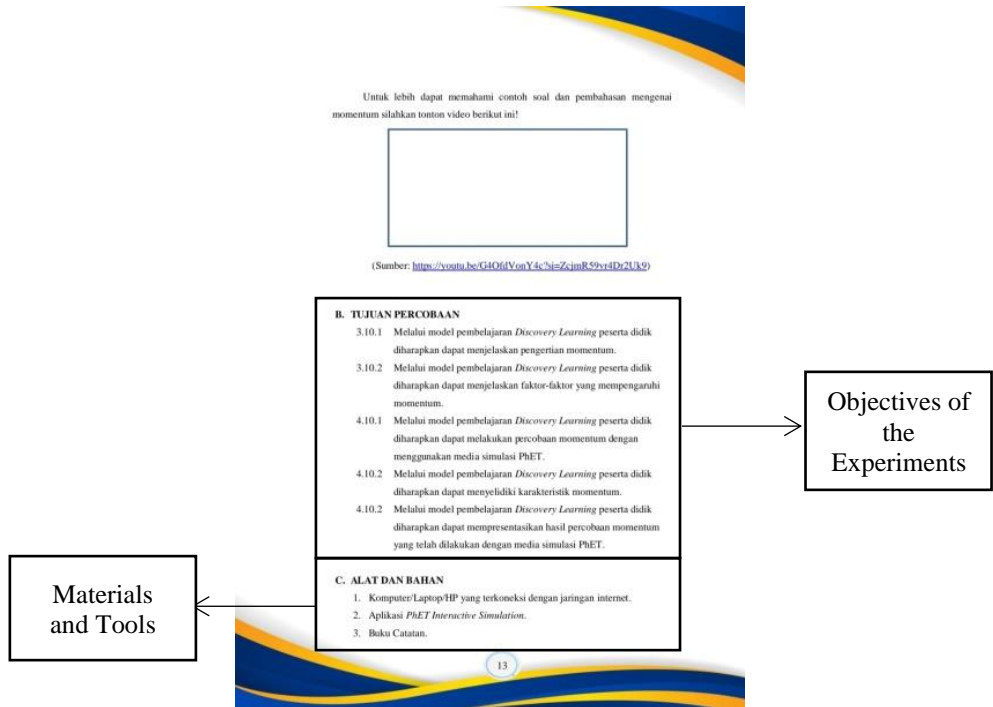 Untuk lebih dapat memahami contoh soal dan pembahasan mengenai
momentum silahkan tonton video berikut ini!
(Sumber: https://youtu.be/G4OfdVonY4c?si=ZcjmR59vr4Dr2Uk9)
B. TUJUAN PERCOBAAN
3.10.1 Melalui model pembelajaran Discovery Learning peserta didik
diharapkan dapat menjelaskan pengertian momentum.
3.10.2 Melalui model pembelajaran Discovery Learning peserta didik
diharapkan dapat menjelaskan faktor-faktor yang mempengaruhi
momentum.
4.10.1 Melalui model pembelajaran Discovery Learning peserta didik
diharapkan dapat melakukan percobaan momentum dengan
menggunakan media simulasi PhET.
4.10.2 Melalui model pembelajaran Discovery Learning peserta didik
diharapkan dapat menyelidiki karakteristik momentum.
4.10.2 Melalui model pembelajaran Discovery Learning peserta didik
diharapkan dapat mempresentasikan hasil percobaan momentum
yang telah dilakukan dengan media simulasi PhET.
Objectives of
the
Experiments
C. ALAT DAN BAHAN
1. Komputer/Laptop/HP yang terkoneksi dengan jaringan internet.
2. Aplikasi PhET Interactive Simulation.
3. Buku Catatan.
Materials
and Tools
13